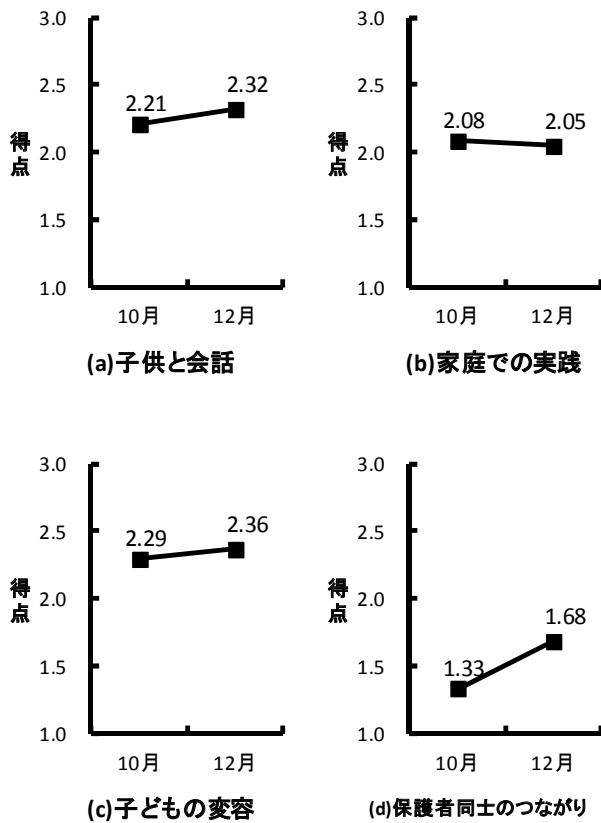 3.0
2.5
2.0
1.5
1.0
得点
2.21
2.32
10月
12月
(a)子供と会話
3.0
2.5
2.0
1.5
1.0
得点
2.08
2.05
10月
12月
(b)家庭での実践
3.0
2.5
2.0
1.5
1.0
得点
2.29
2.36
10月
12月
(c)子どもの変容
3.0
2.5
2.0
1.5
1.0
得点
1.33
1.68
10月
12月
(d)保護者同士のつながり